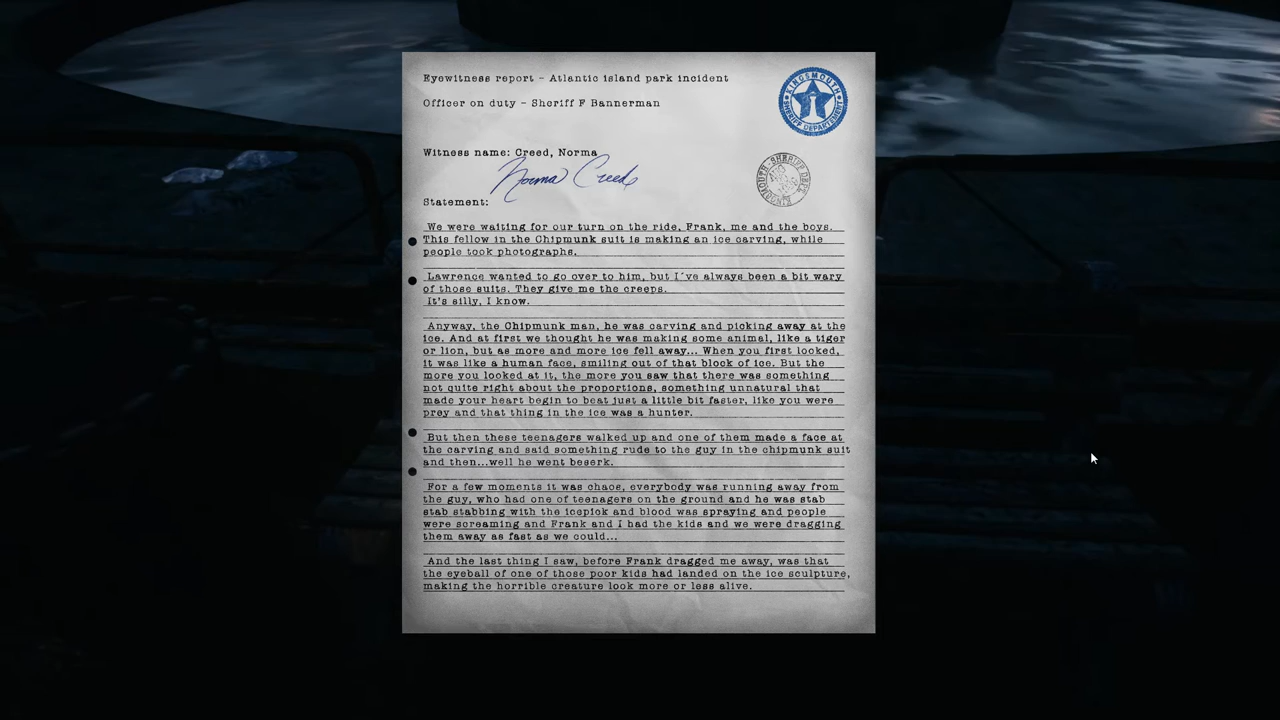 Eyewitness report - Atlantic island park incident
Officer on duty - Sheriff F Bannerman
KINGSMOUTH
SHERIFF DEPARTEMENT
Witness name: Creed, Norma
Norma Creed
Statement:
We were waiting for our turn on the ride, Frank, me and the boys.
This fellow in the Chipmunk suit is making an ice carving, while
people took photographs.
Lawrence wanted to go over to him, but I´ve always been a bit wary
of those suits. They give me the creeps.
It's silly, I know.
Anyway, the Chipmunk man, he was carving and picking away at the
ice. And at first we thought he was making some animal, like a tiger
or lion, but as more and more ice fell away... When you first looked,
it was like a human face, smiling out of that block of ice. But the
more you looked at it, the more you saw that there was something
not quite right about the proportions, something unnatural that
made your heart begin to beat just a little bit faster, like you were
prey and that thing in the ice was a hunter.
But then these teenagers walked up and one of them made a face at
the carving and said something rude to the guy in the chipmunk suit
and then...well he went beserk.
For a few moments it was chaos, everybody was running away from
the guy, who had one of teenagers on the ground and he was stab
stab stabbing with the icepick and blood was spraying and people
were screaming and Frank and I had the kids and we were dragging
them away as fast as we could...
And the last thing I saw, before Frank dragged me away, was that
the eyeball of one of those poor kids had landed on the ice sculpture,
making the horrible creature look more or less alive.